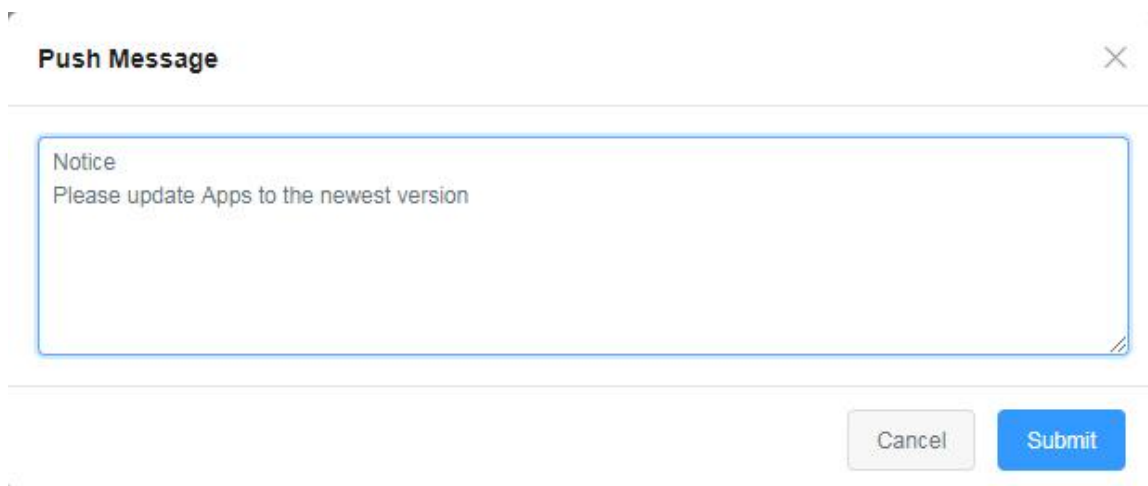 Push Message
Notice
Please update Apps to the newest version
Cancel
Submit